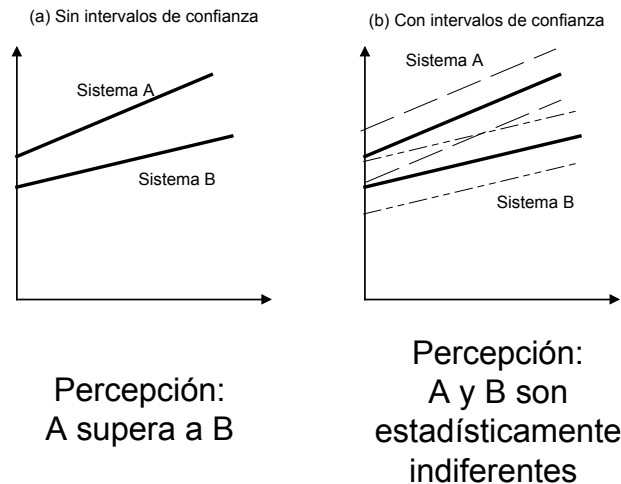 (a) Sin intervalos de confianza
Sistema A
Sistema B
Percepción:
A supera a B
(b) Con intervalos de confianza
Sistema A
Sistema B
Percepción:
A y B son
estadísticamente
indiferentes